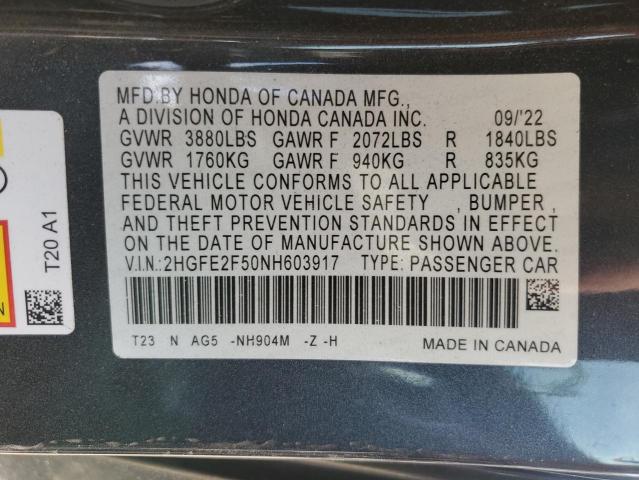 MFD.BY HONDA OF CANADA MFG.,
A DIVISION OF HONDA CANADA INC. 09/'22
GVWR 3880LBS GAWR F 2072LBS R 1840LBS
GVWR 1760KG GAWR F 940KG R 835KG
THIS VEHICLE CONFORMS TO ALL APPLICABLE
FEDERAL MOTOR VEHICLE SAFETY , BUMPER ,
AND THEFT PREVENTION STANDARDS IN EFFECT
ON THE DATE OF MANUFACTURE SHOWN ABOVE.
V.I.N.:2HGFE2F50NH603917 TYPE: PASSENGER CAR
T23 N AG5 -NH904M -Z -H MADE IN CANADA
T20 A1